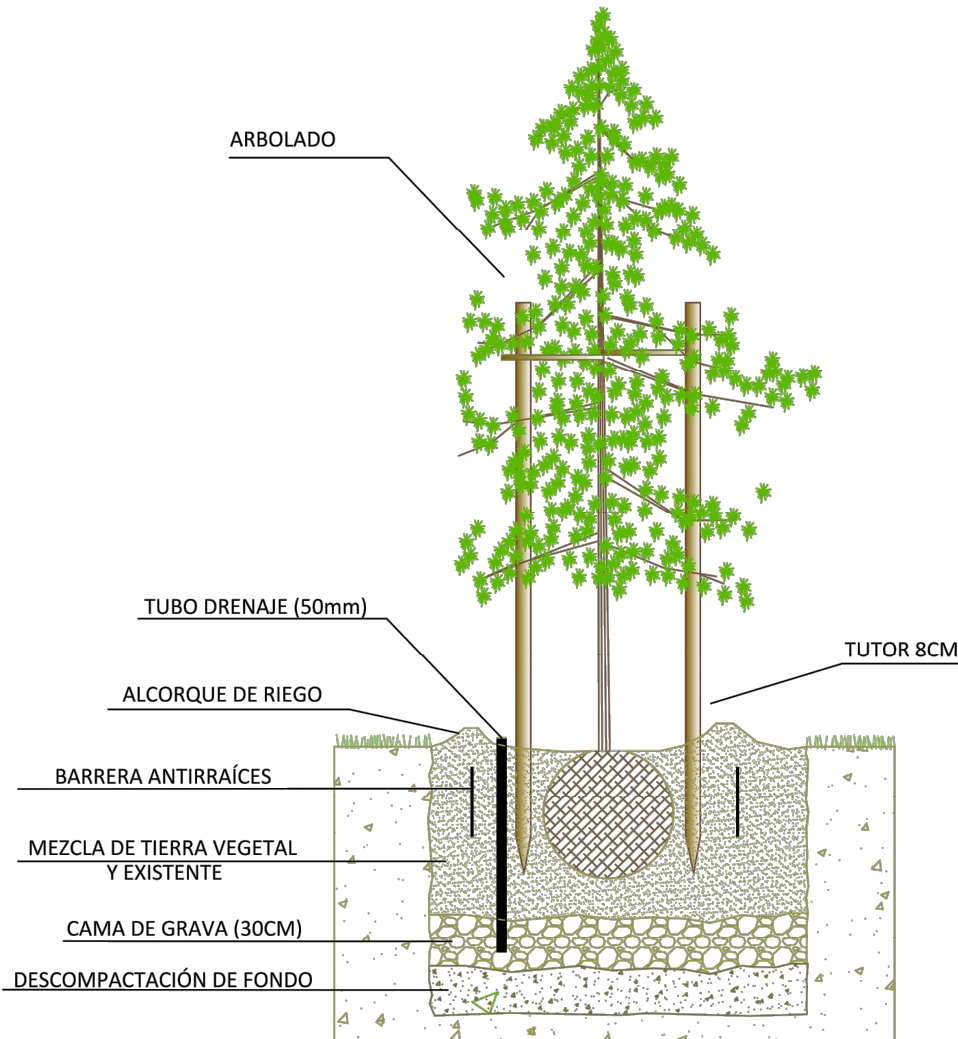 ARBOLADO
TUBO DRENAJE (50mm)
TUTOR 8CM
ALCORQUE DE RIEGO
BARRERA ANTIRRAÍCES
MEZCLA DE TIERRA VEGETAL
Y EXISTENTE
CAMA DE GRAVA (30CM)
DESCOMPACTACIÓN DE FONDO